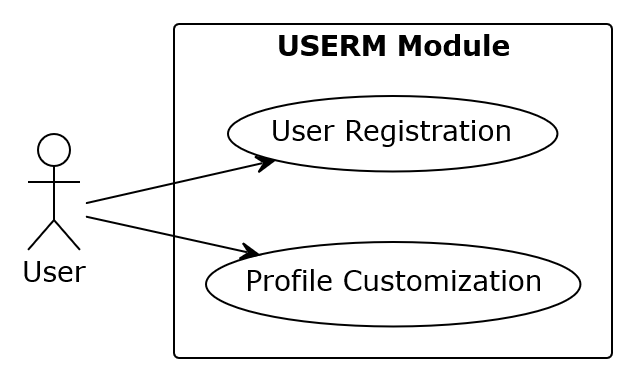 USERM Module
User Registration
User
Profile Customization